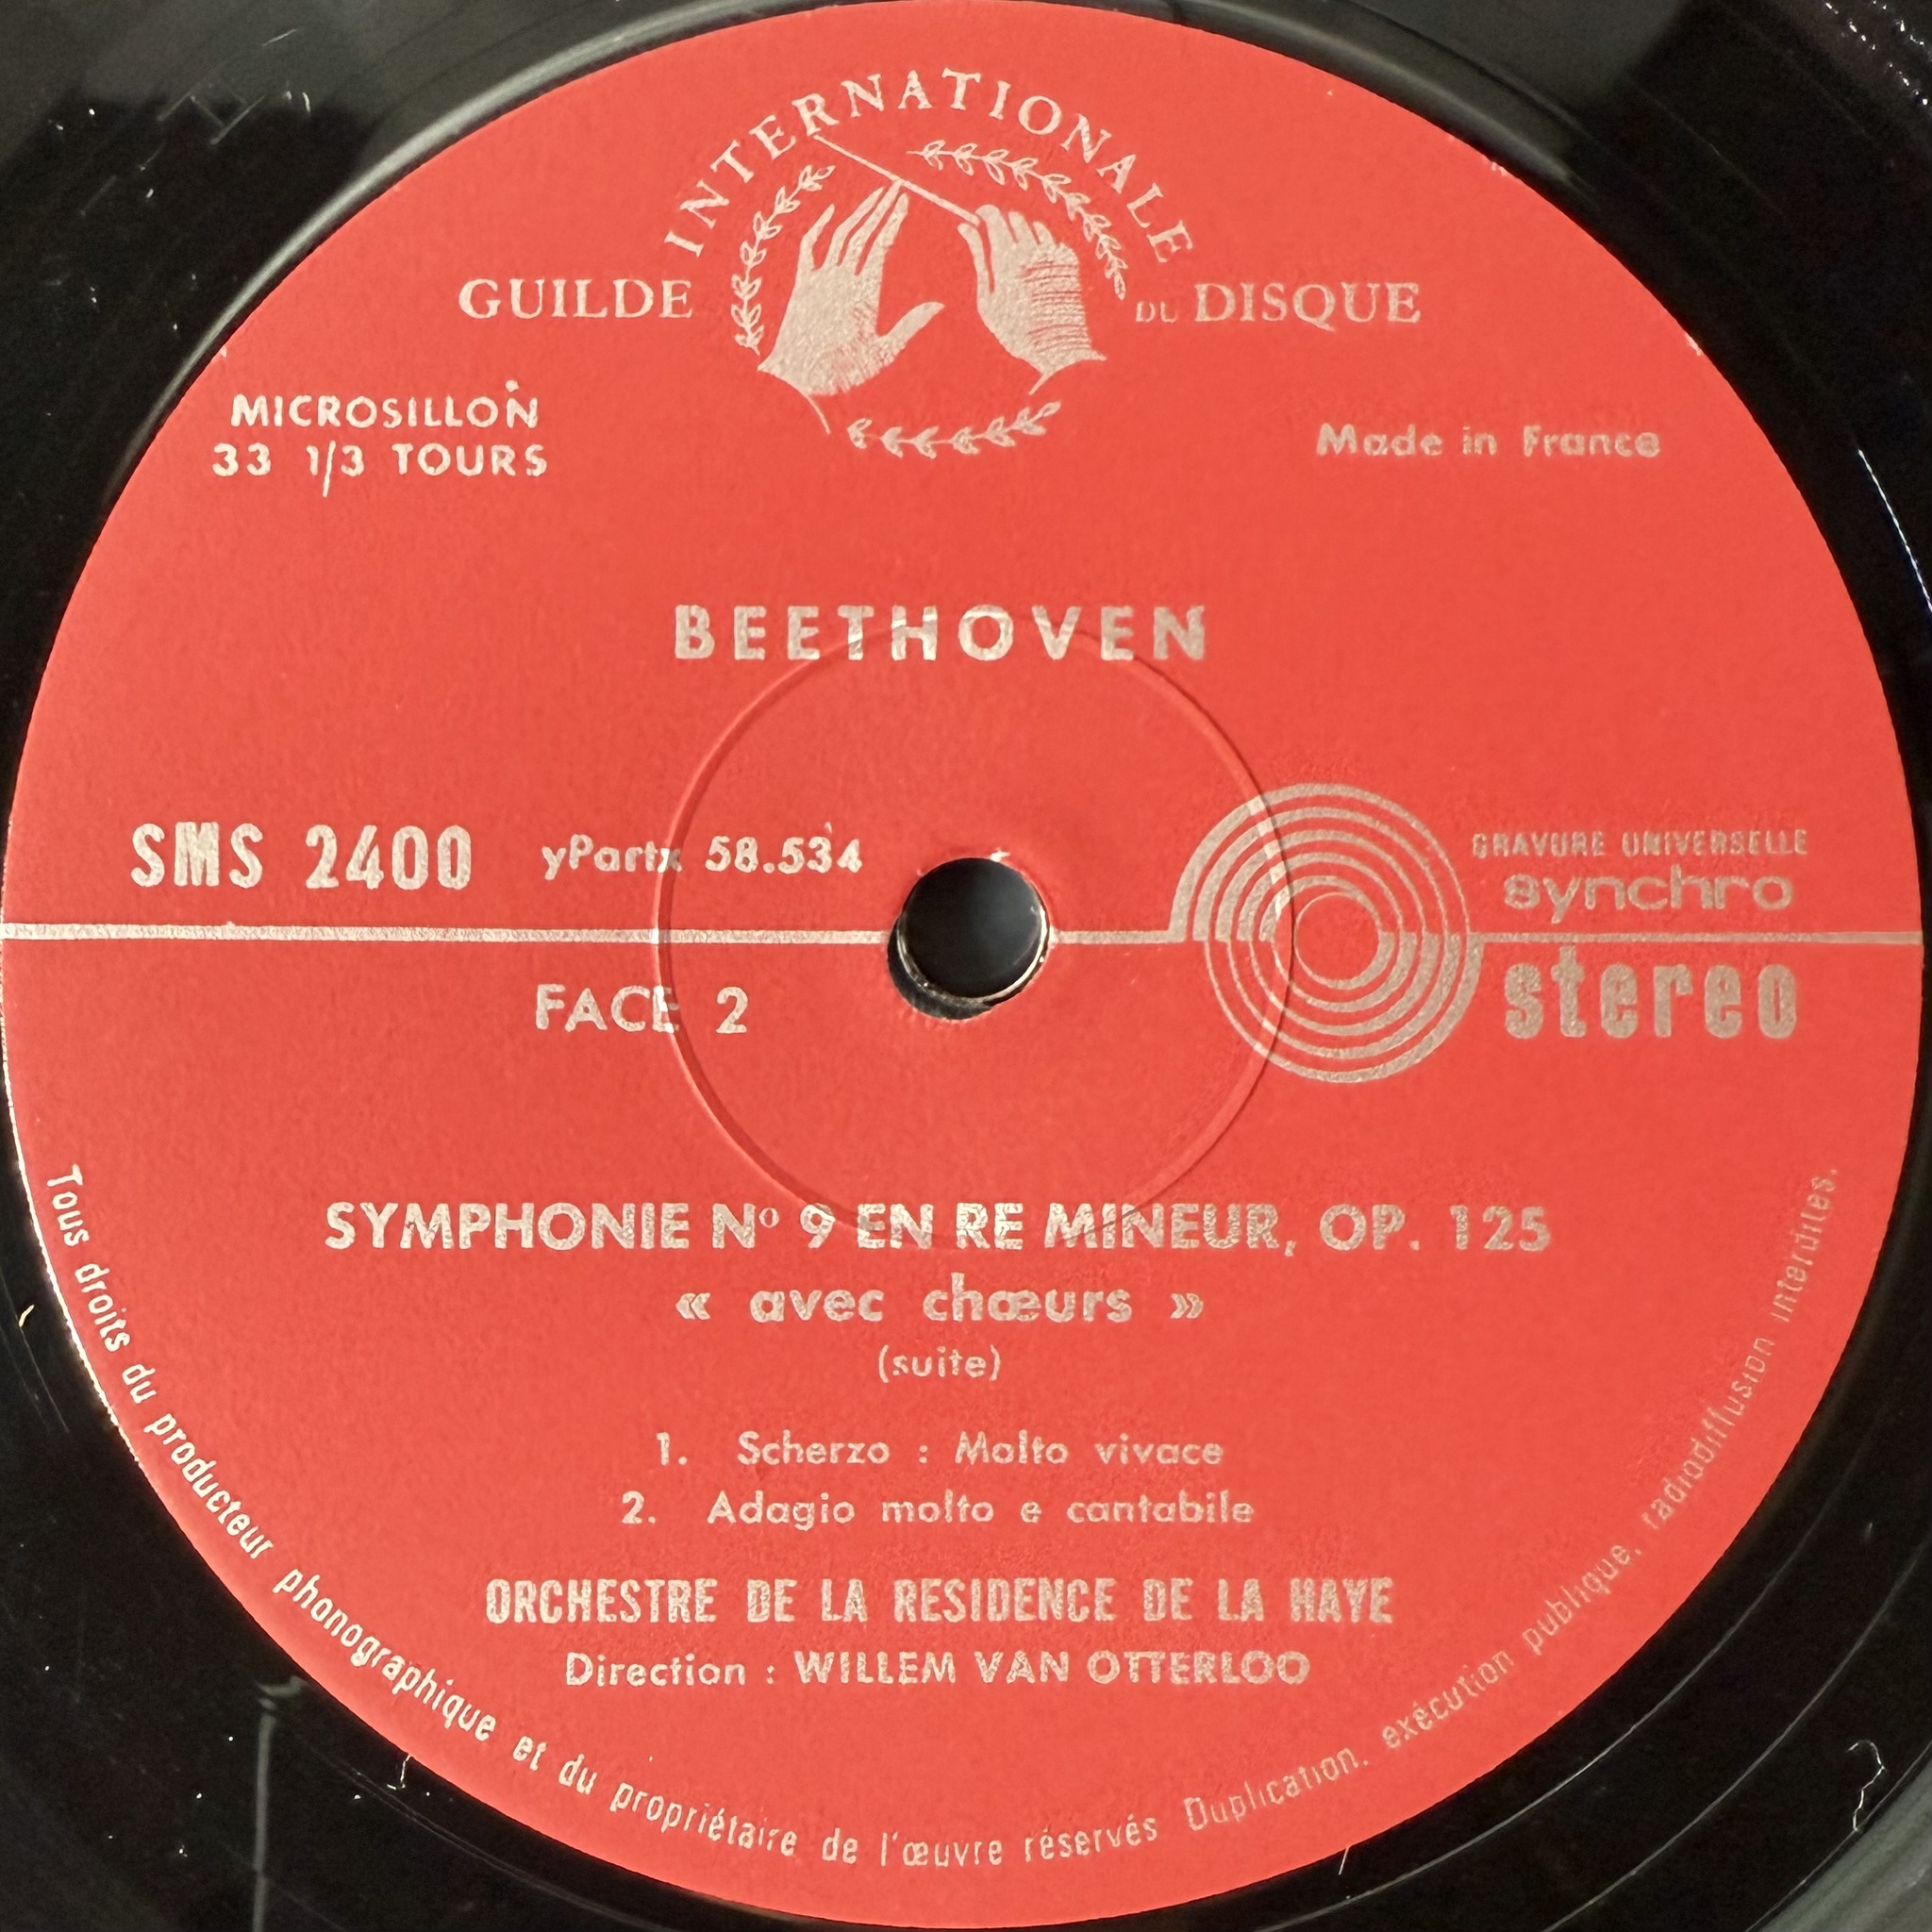 INTERNATIONALE
GUILDE DU DISQUE
MICROSILLON
33 1/3 TOURS
Made in France
BEETHOVEN
SMS 2400 yPartx 58.534
GRAVURE UNIVERSELLE
synchro
stereo
FACE 2
SYMPHONIE Nº 9 EN RE MINEUR, OP. 125
« avec chœurs »
(suite)
1. Scherzo : Molto vivace
2. Adagio molto e cantabile
ORCHESTRE DE LA RESIDENCE DE LA HAYE
Direction : WILLEM VAN OTTERLOO
Tous droits du producteur phonographique et du propriétaire de l'œuvre réservés Duplication, exécution publique, radiodiffusion interdites.